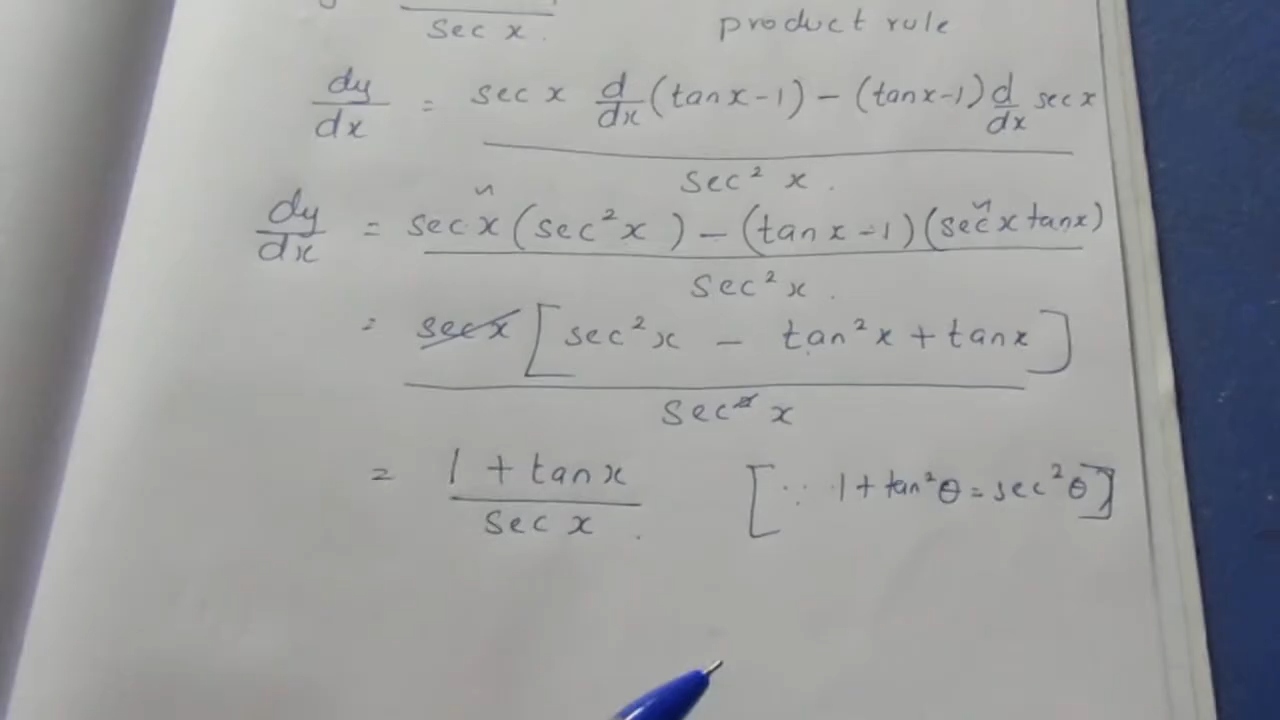 sec x . product rule
dy/dx = sec x d/dx (tan x - 1) - (tan x - 1) d/dx sec x
sec² x .
dy/dx = sec x (sec² x) - (tan x - 1) (sec x tan x)
sec² x .
= sec x [ sec² x - tan² x + tan x ]
sec² x
= 1 + tan x [ ∵ 1 + tan² θ = sec² θ ]
sec x .